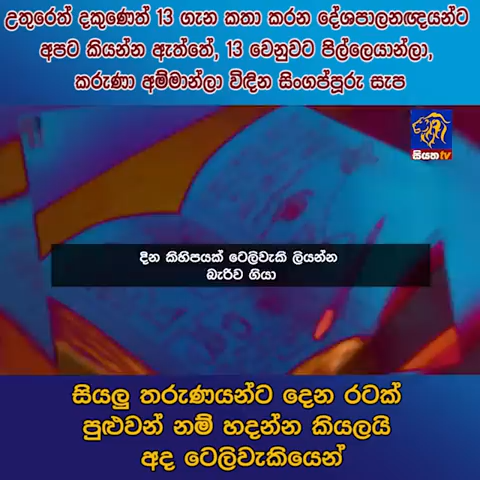 උතුරෙත් දකුණෙත් 13 ගැන කතා කරන දේශපාලනඥයන්ට
අපට කියන්න ඇත්තේ, 13 වෙනුවට පිල්ලෙයාන්ලා,
කරුණා අම්මාන්ලා විඳින සිංගප්පූරු සැප
සියත tv
දින කිහිපයක් ටෙලිවැකි ලියන්න
බැරිව ගියා
සියලු තරුණයන්ට දෙන රටක්
පුළුවන් නම් හදන්න කියලයි
අද ටෙලිවැකියෙන්